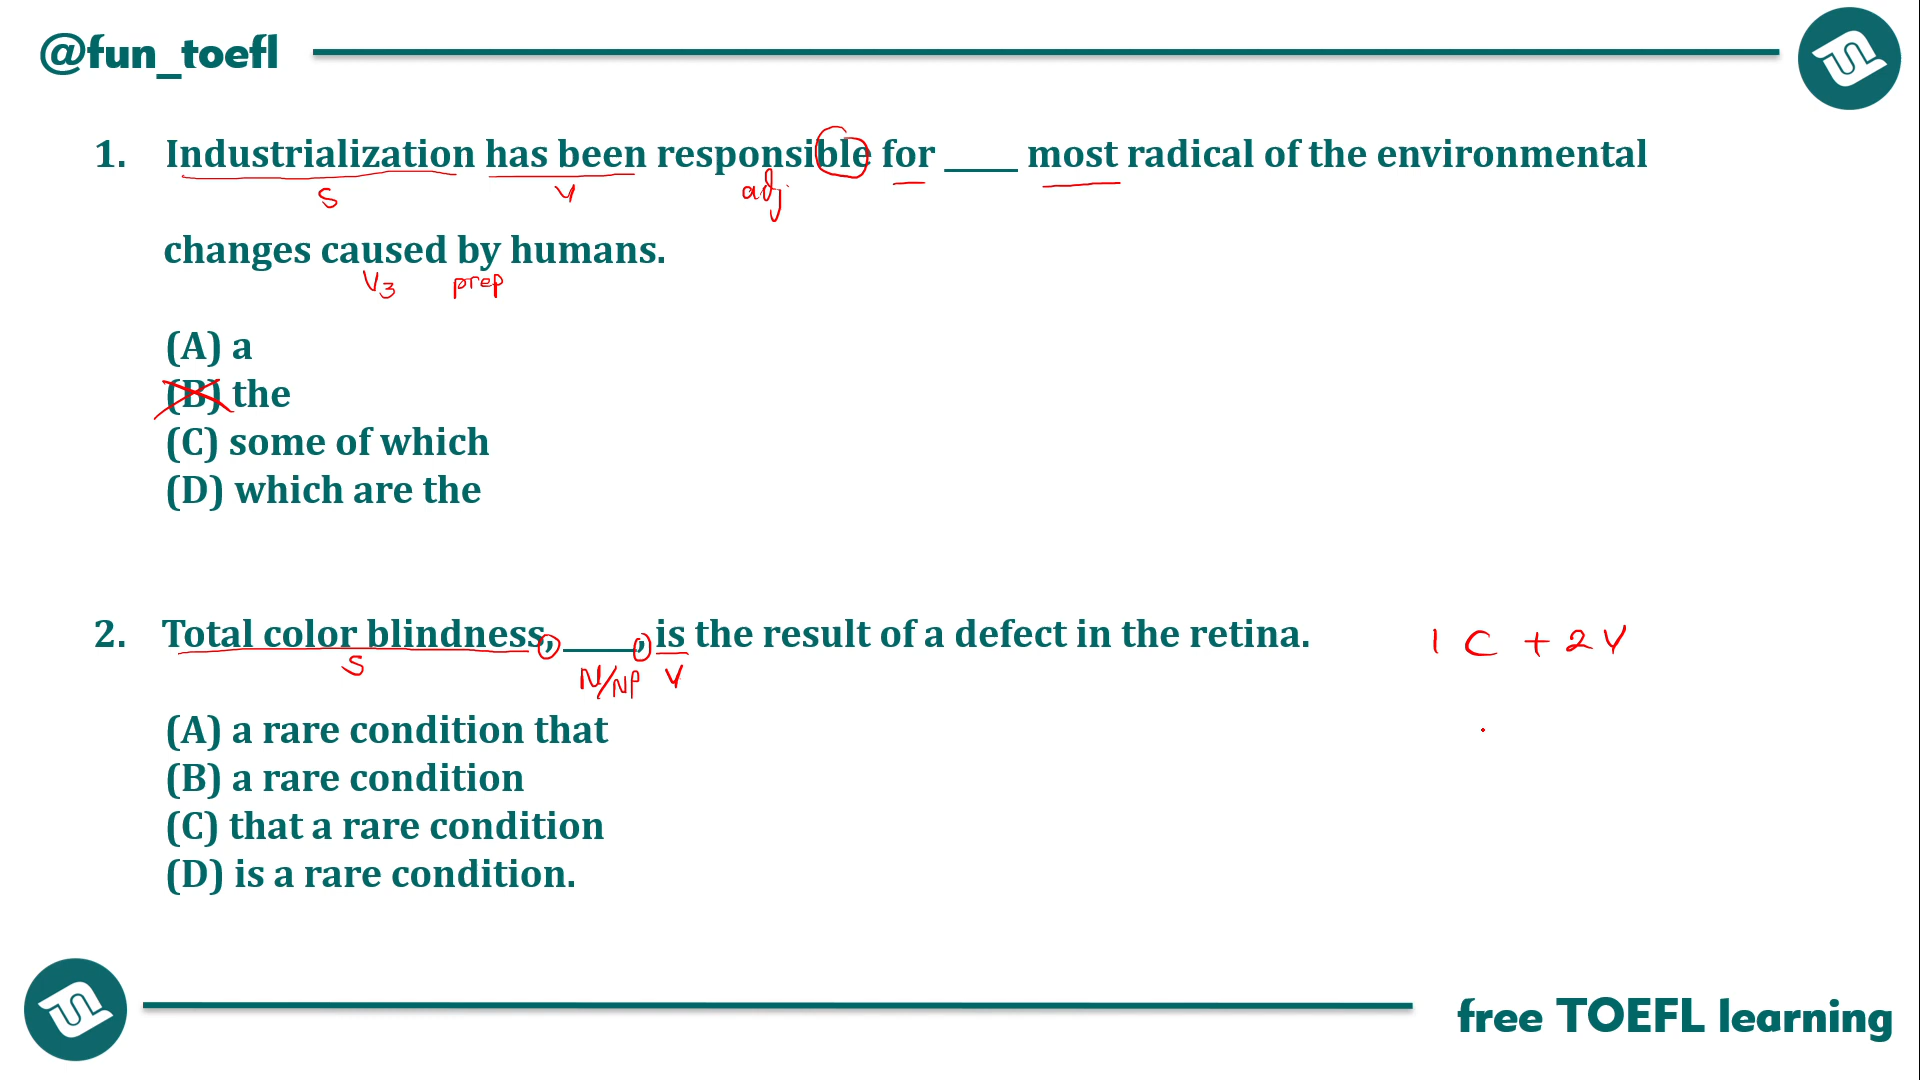 @fun_toefl
1. Industrialization has been responsible for ____ most radical of the environmental
S V adj
changes caused by humans.
V3 prep
(A) a
(B) the
(C) some of which
(D) which are the
2. Total color blindness, ____, is the result of a defect in the retina. 1 C + 2 V
S N/NP V
(A) a rare condition that
(B) a rare condition
(C) that a rare condition
(D) is a rare condition.
free TOEFL learning